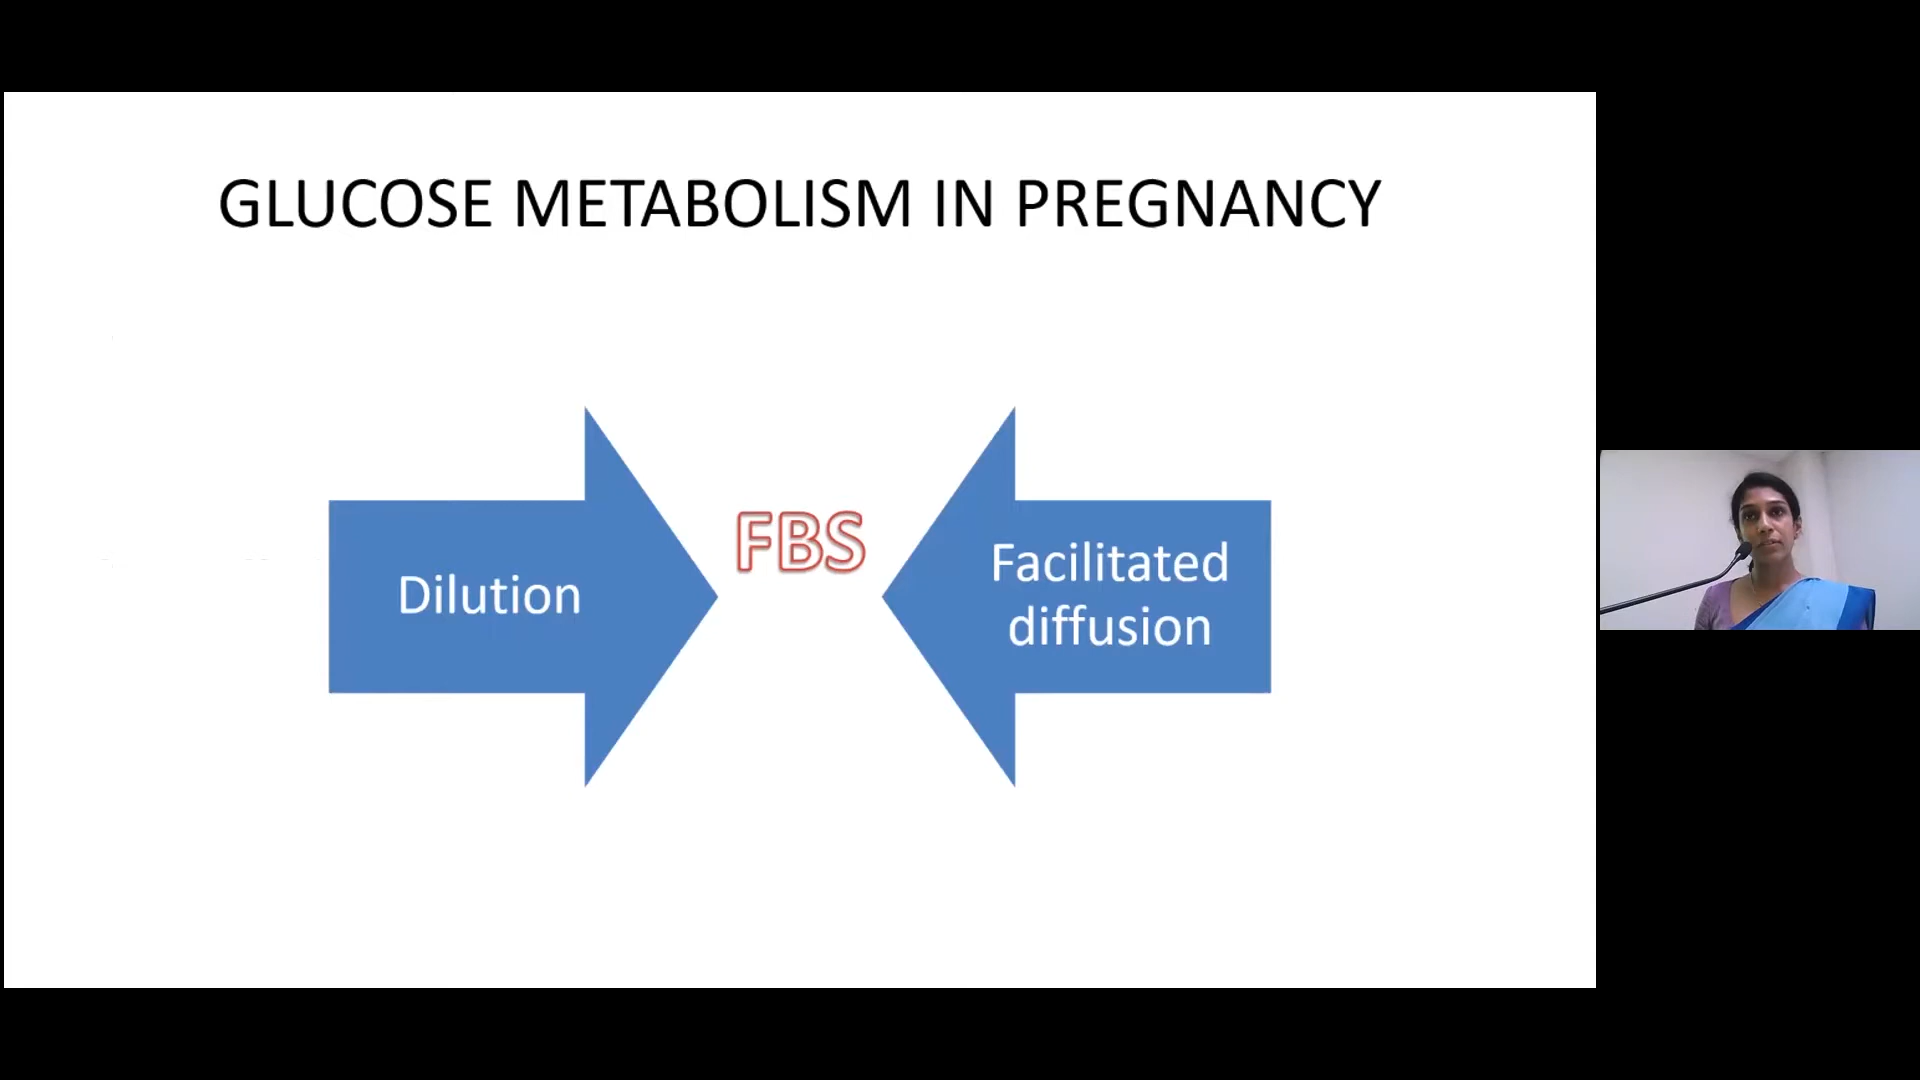 GLUCOSE METABOLISM IN PREGNANCY
Dilution
FBS
Facilitated
diffusion